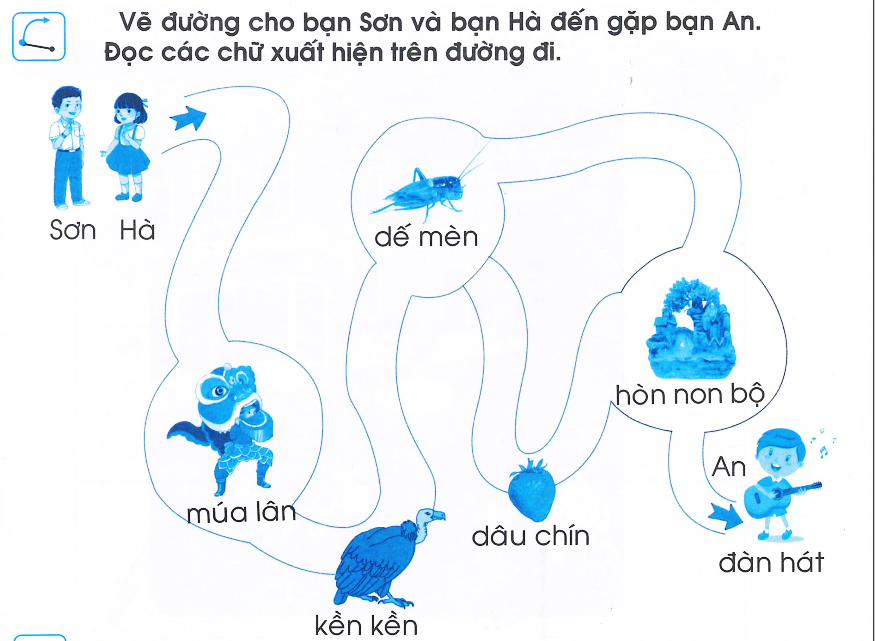 Vẽ đường cho bạn Sơn và bạn Hà đến gặp bạn An.
Đọc các chữ xuất hiện trên đường đi.
Sơn Hà
dế mèn
hòn non bộ
An
múa lân
dâu chín
đàn hát
kền kền